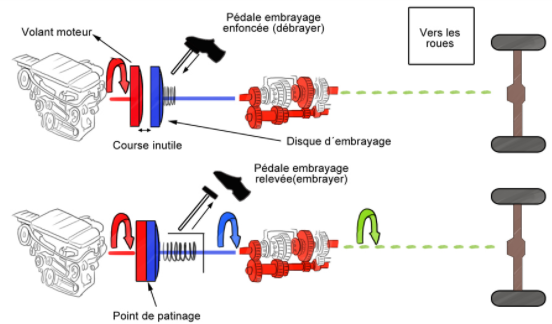 Pédale embrayage
enfoncée (débrayer)
Volant moteur
Vers les
roues
Course inutile
Disque d´embrayage
Pédale embrayage
relevée(embrayer)
Point de patinage